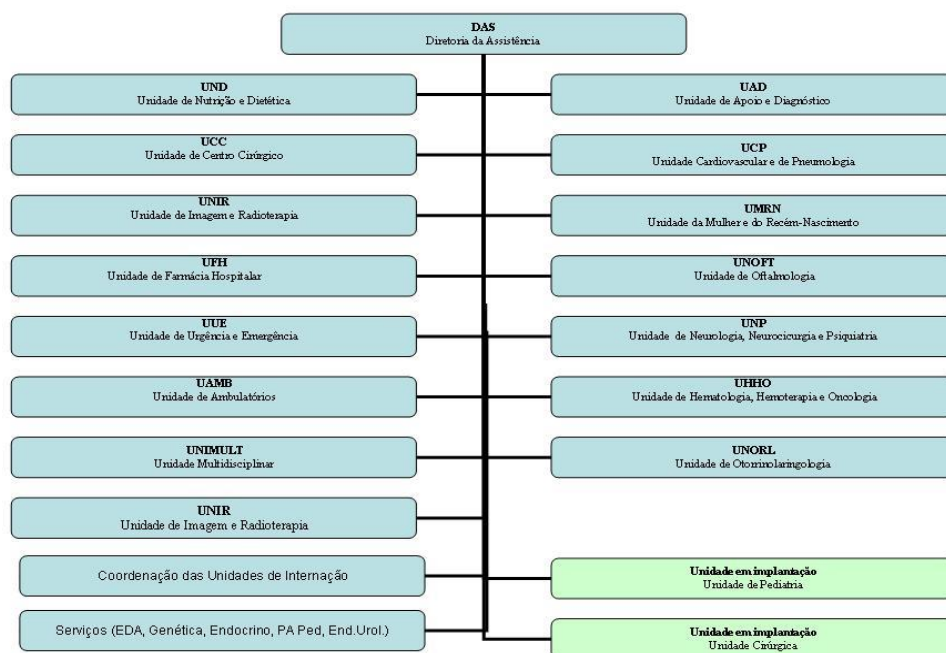 DAS
Diretoria da Assistência
UND
Unidade de Nutrição e Dietética
UAD
Unidade de Apoio e Diagnóstico
UCC
Unidade de Centro Cirúrgico
UCP
Unidade Cardiovascular e de Pneumologia
UNIR
Unidade de Imagem e Radioterapia
UMRN
Unidade da Mulher e do Recém-Nascimento
UFH
Unidade de Farmácia Hospitalar
UNOFT
Unidade de Oftalmologia
UUE
Unidade de Urgência e Emergência
UNP
Unidade de Neurologia, Neurocicurgia e Psiquiatria
UAMB
Unidade de Ambulatórios
UHHO
Unidade de Hematologia, Hemoterapia e Oncologia
UNIMULT
Unidade Multidisciplinar
UNORL
Unidade de Otorrinolaringologia
UNIR
Unidade de Imagem e Radioterapia
Coordenação das Unidades de Internação
Unidade em implantação
Unidade de Pediatria
Serviços (EDA, Genética, Endocrino, PA Ped, End.Urol.)
Unidade em implantação
Unidade Cirúrgica